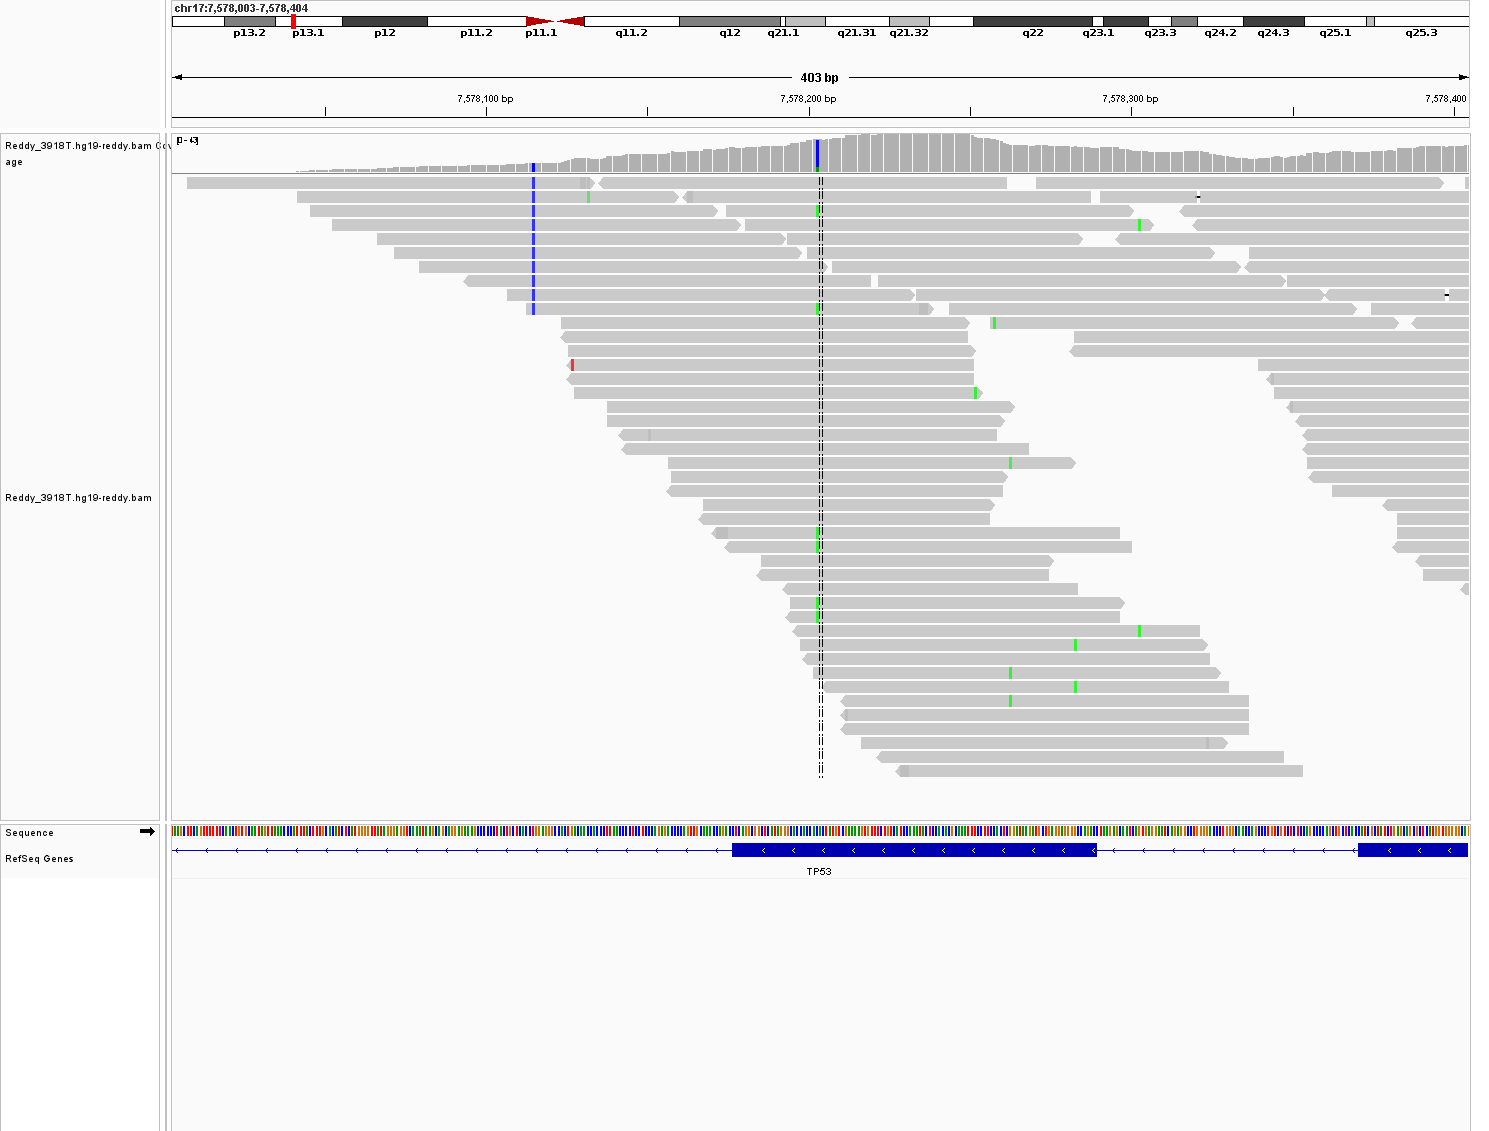 chr17:7,578,003-7,578,404
p13.2 p13.1 p12 p11.2 p11.1 q11.2 q12 q21.1 q21.31 q21.32 q22 q23.1 q23.3 q24.2 q24.3 q25.1 q25.3
403 bp
7,578,100 bp 7,578,200 bp 7,578,300 bp 7,578,400
[0 - 43]
Reddy_3918T.hg19-reddy.bam Cov
age
Reddy_3918T.hg19-reddy.bam
Sequence
RefSeq Genes
TP53